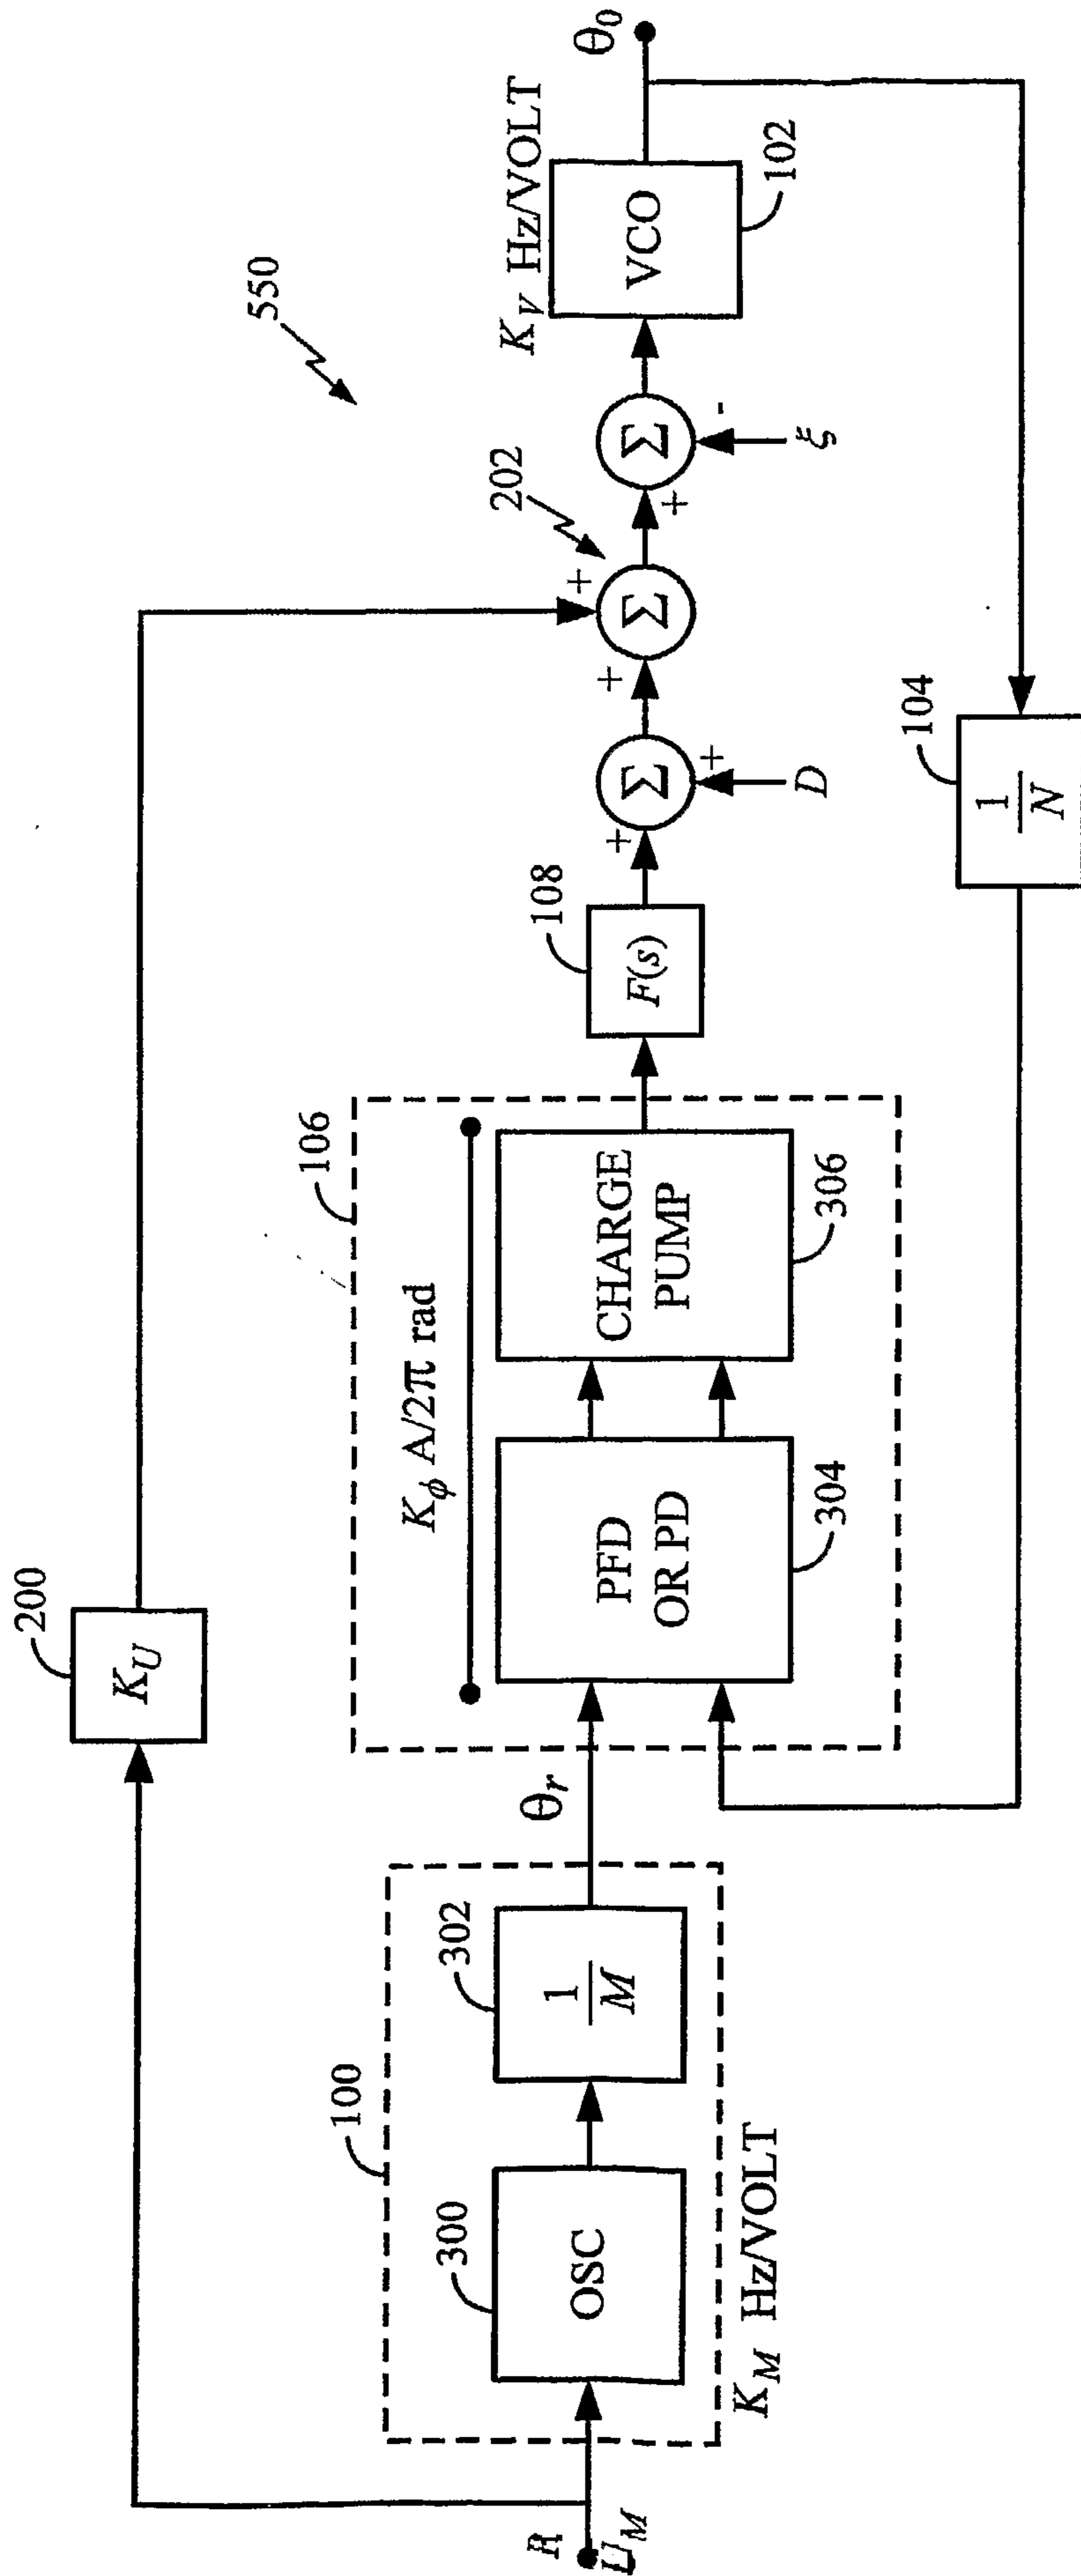 550
200
K_U
202
100
300
OSC
302
1
M
K_M Hz/VOLT
R
U_M
θ_r
106
K_ϕ A/2π rad
PFD
OR PD
304
CHARGE
PUMP
306
108
F(s)
+
+
D
+
+
Σ
Σ
Σ
+
-
ξ
K_V Hz/VOLT
VCO
102
θ_0
104
1
N